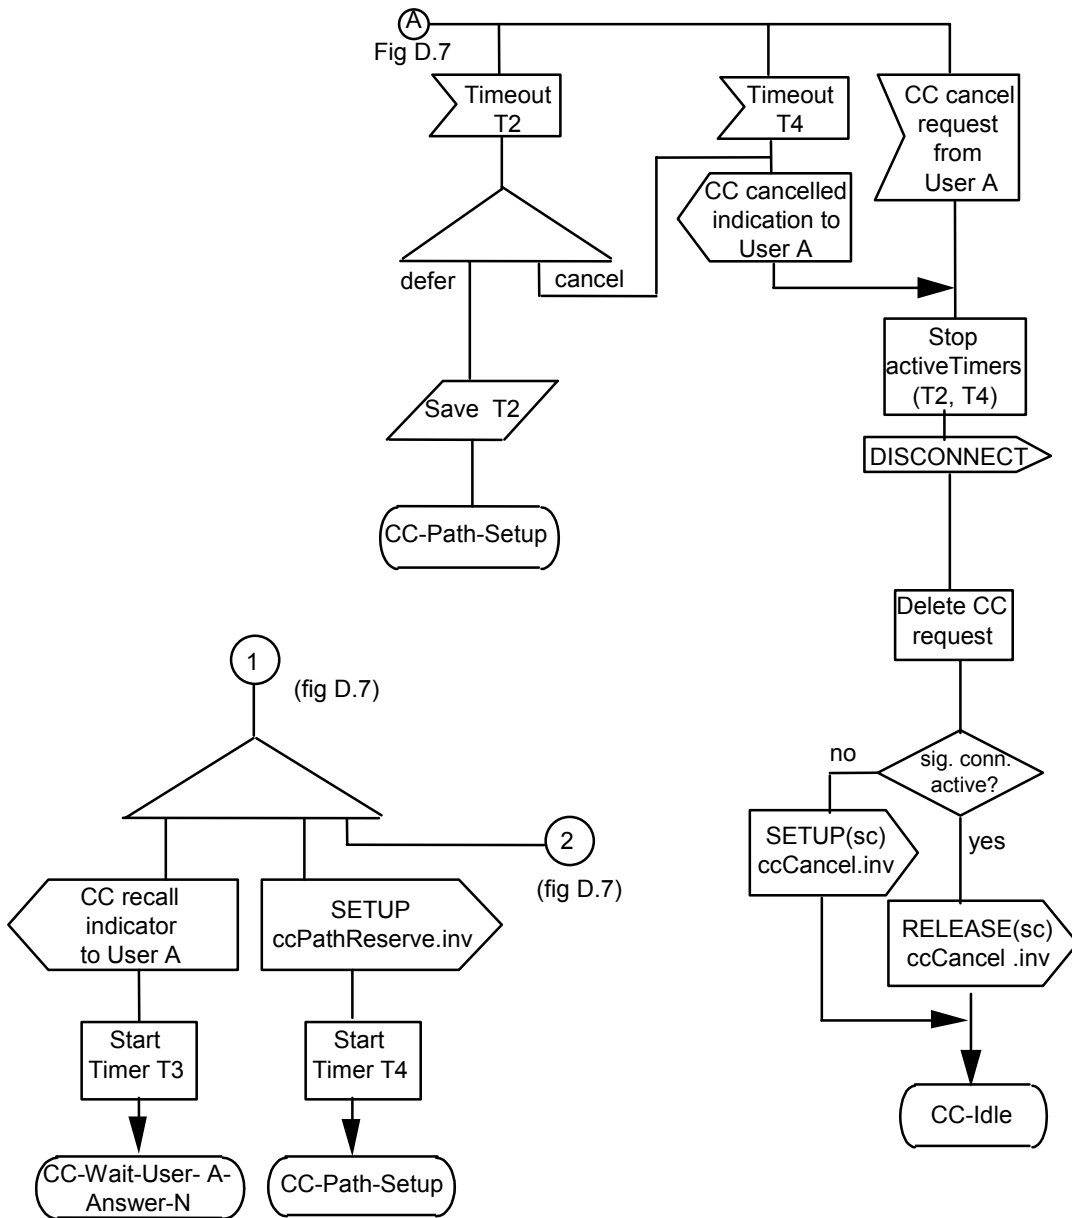 A
Fig D.7
Timeout
T2
Timeout
T4
CC cancel
request
from
User A
CC cancelled
indication to
User A
defer
cancel
Stop
activeTimers
(T2, T4)
Save T2
DISCONNECT
CC-Path-Setup
Delete CC
request
1
(fig D.7)
no
sig. conn.
active?
SETUP(sc)
ccCancel.inv
yes
2
(fig D.7)
CC recall
indicator
to User A
SETUP
ccPathReserve.inv
RELEASE(sc)
ccCancel .inv
Start
Timer T3
Start
Timer T4
CC-Idle
CC-Wait-User- A-
Answer-N
CC-Path-Setup